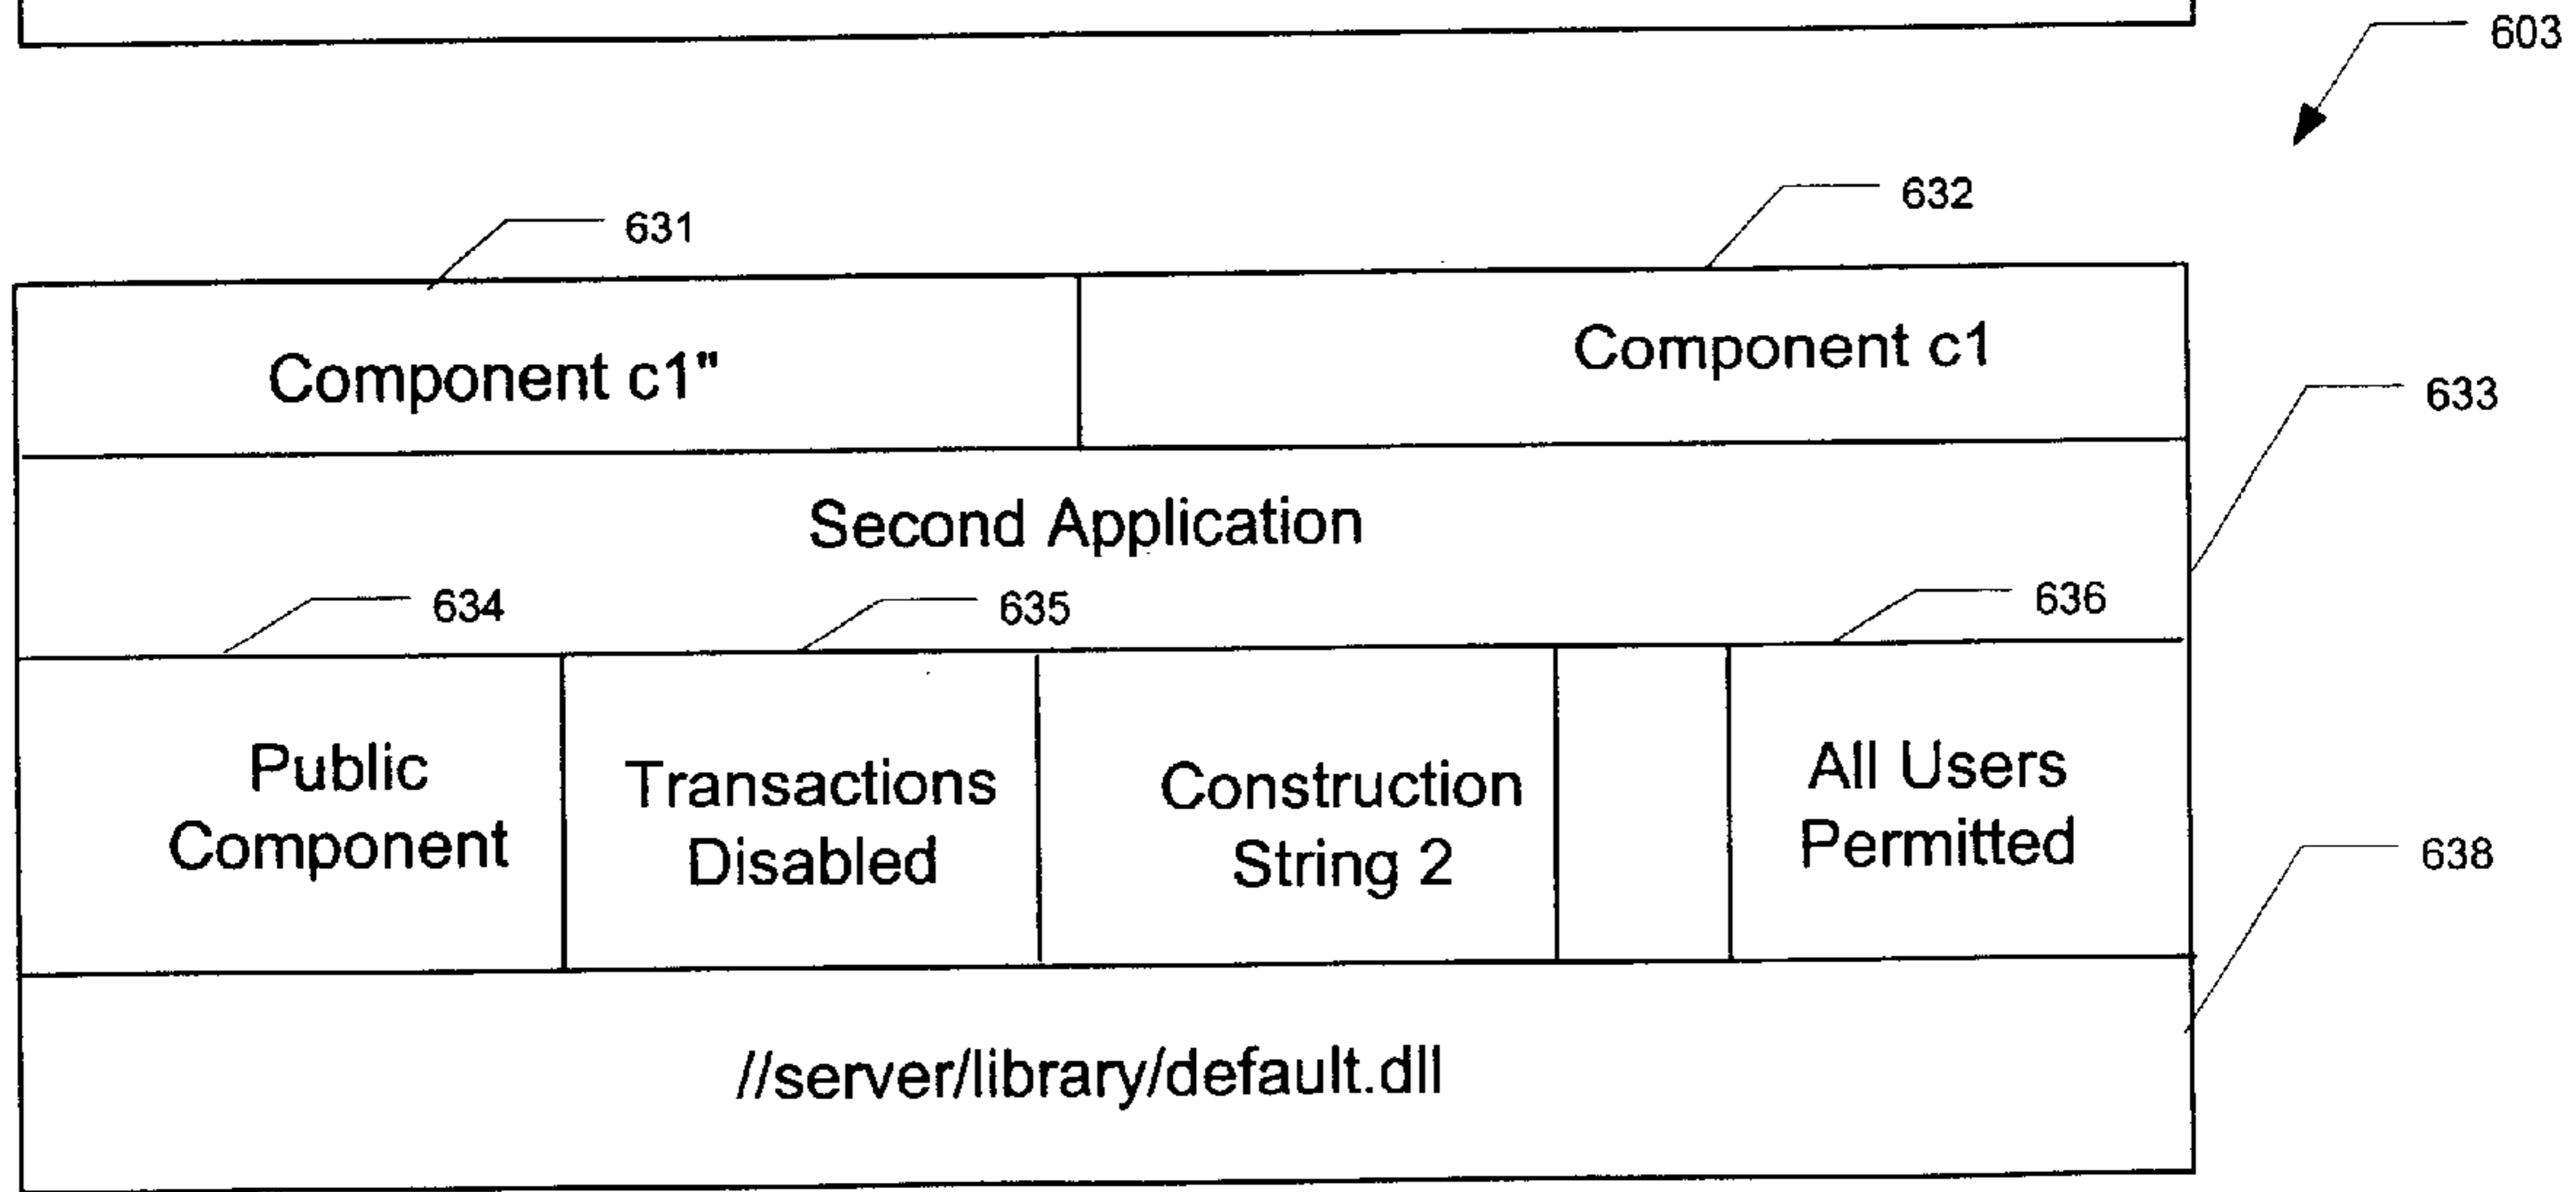 603
632
631
Component c1"
Component c1
633
Second Application
634
635
636
Public
Component
Transactions
Disabled
Construction
String 2
All Users
Permitted
638
//server/library/default.dll